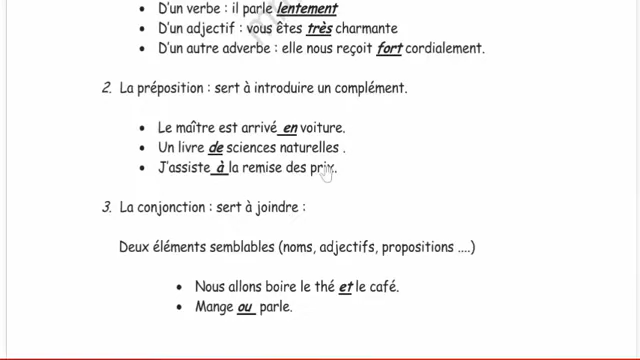 • D'un verbe : il parle lentement
• D'un adjectif : vous êtes très charmante
• D'un autre adverbe : elle nous reçoit fort cordialement.
2. La préposition : sert à introduire un complément.
• Le maître est arrivé en voiture.
• Un livre de sciences naturelles .
• J'assiste à la remise des prix.
3. La conjonction : sert à joindre :
Deux éléments semblables (noms, adjectifs, propositions ....)
• Nous allons boire le thé et le café.
• Mange ou parle.